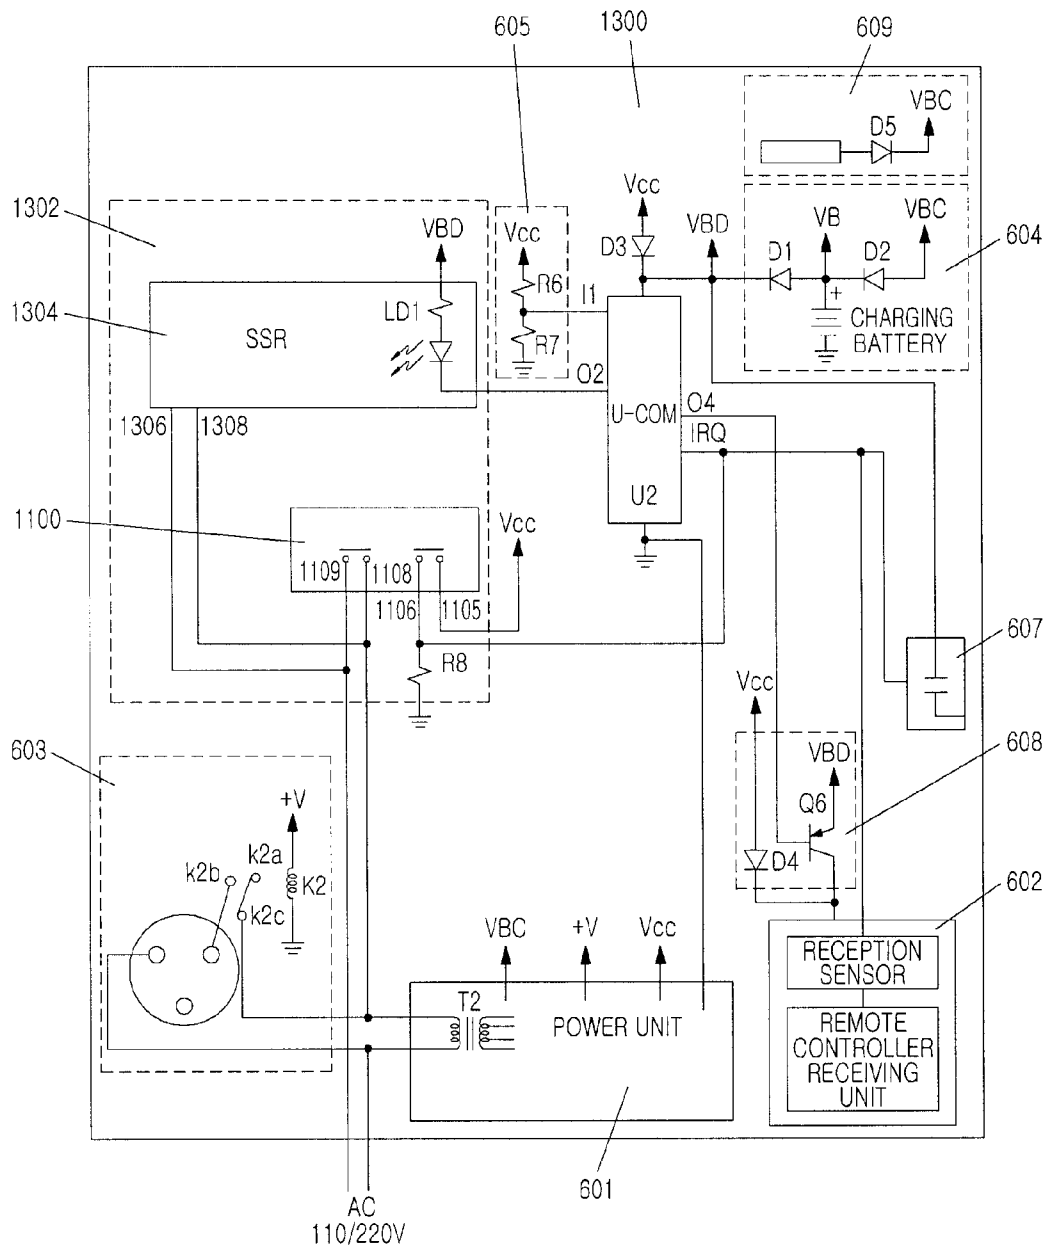 605
1300
609
VBC
D5
1302
Vcc
VB
VBC
604
VBD
Vcc
VBD
D3
D1
D2
R6
I1
1304
LD1
SSR
+
CHARGING
BATTERY
R7
O2
O4
1306
1308
U-COM
IRQ
U2
1100
Vcc
1109
1108
1106
1105
607
R8
Vcc
603
VBD
608
+V
Q6
k2a
k2b
K2
D4
k2c
602
VBC
+V
Vcc
RECEPTION
SENSOR
T2
POWER UNIT
REMOTE
CONTROLLER
RECEIVING
UNIT
601
AC
110/220V